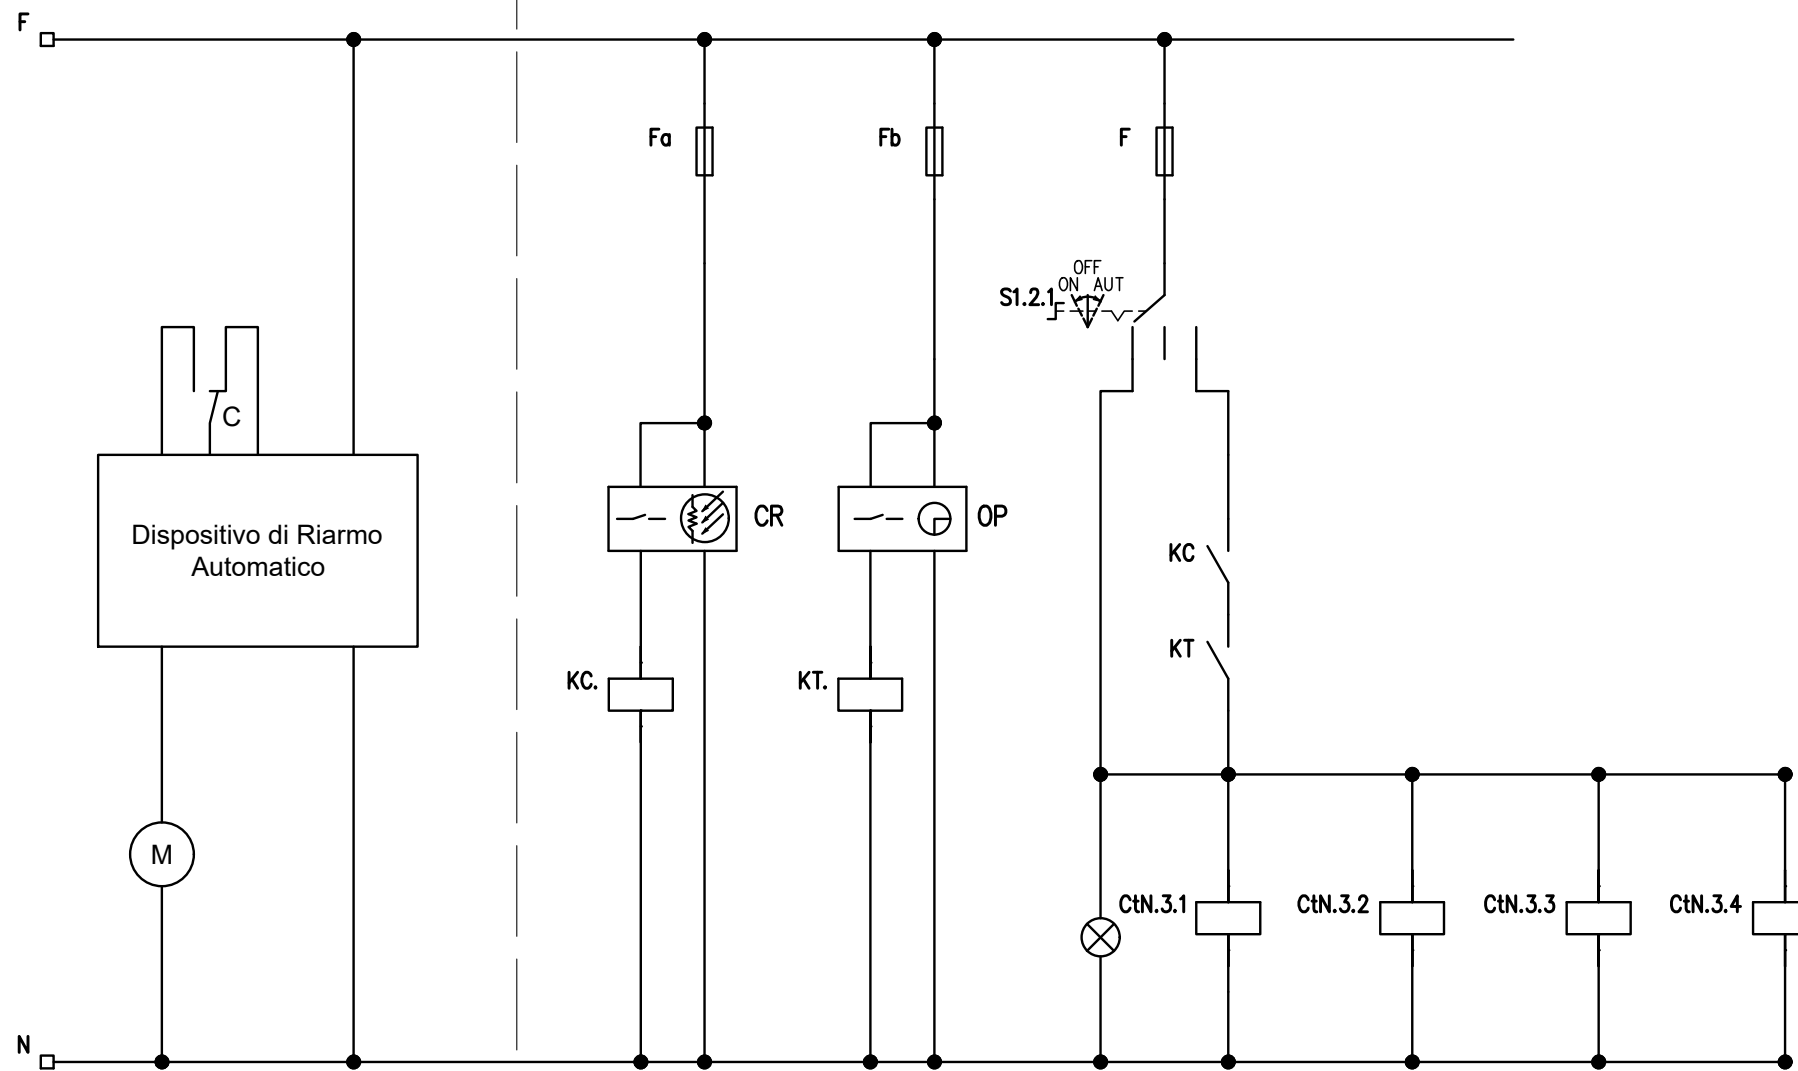 F
Fa
Fb
F
OFF
ON AUT
S1.2.1
C
CR
OP
Dispositivo di Riarmo
Automatico
KC
KT
KC.
KT.
M
CtN.3.1
CtN.3.2
CtN.3.3
CtN.3.4
N